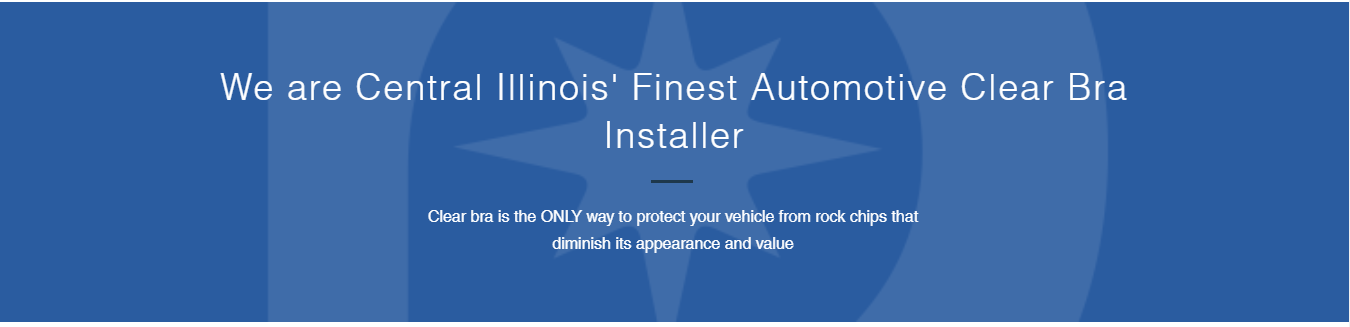 We are Central Illinois' Finest Automotive Clear Bra
Installer
Clear bra is the ONLY way to protect your vehicle from rock chips that
diminish its appearance and value